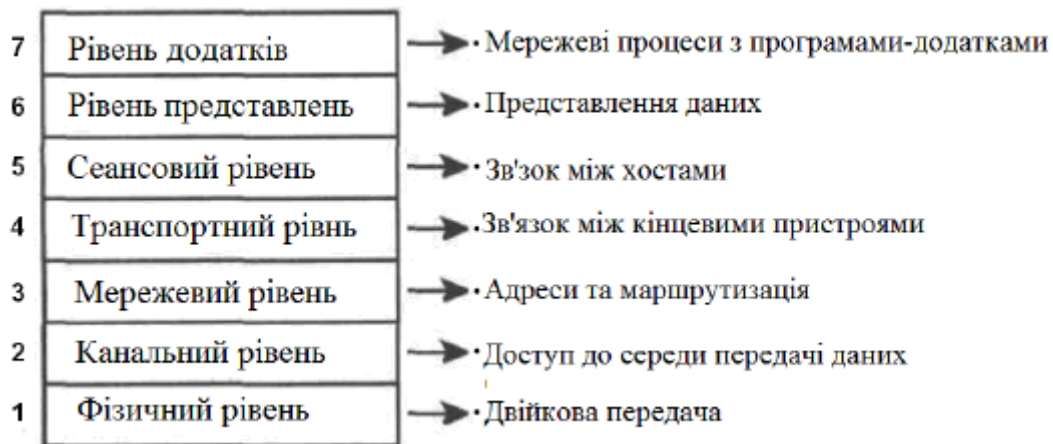 7 Рівень додатків · Мережеві процеси з програмами-додатками
6 Рівень представлень · Представлення даних
5 Сеансовий рівень · Зв'зок між хостами
4 Транспортний рівнь · Зв'язок між кінцевими пристроями
3 Мережевий рівень · Адреси та маршрутизація
2 Канальний рівень · Доступ до середи передачі даних
1 Фізичний рівень · Двійкова передача